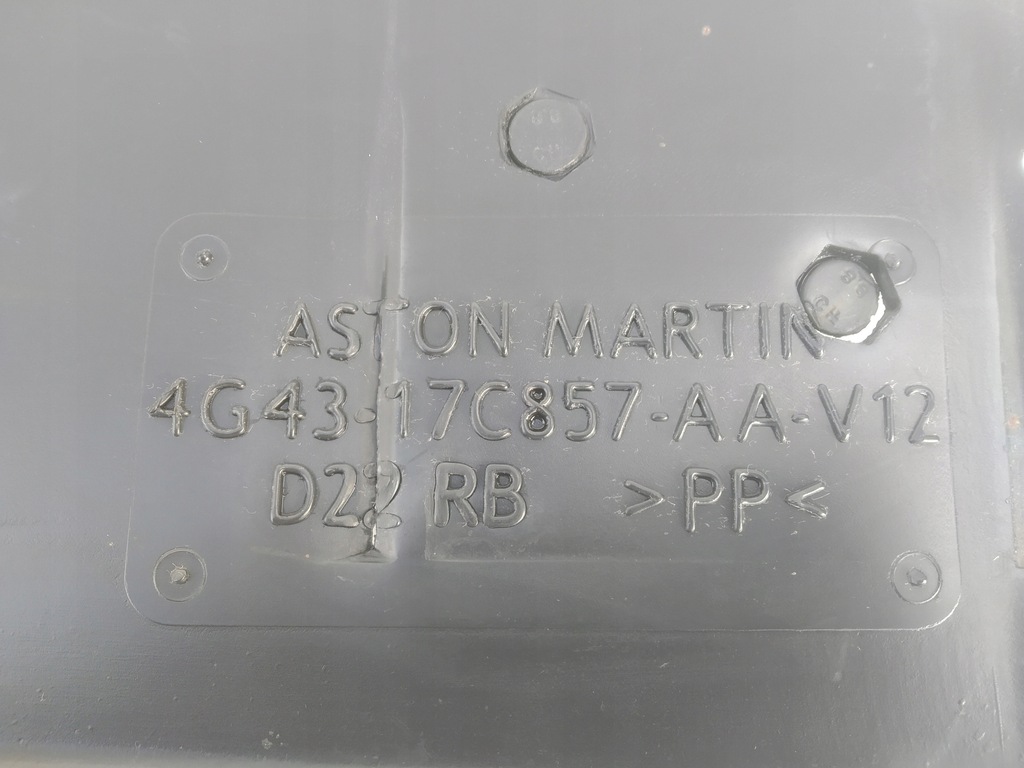 ASTON MARTIN
4G43-17C857-AA-V12
D22 RB >PP<